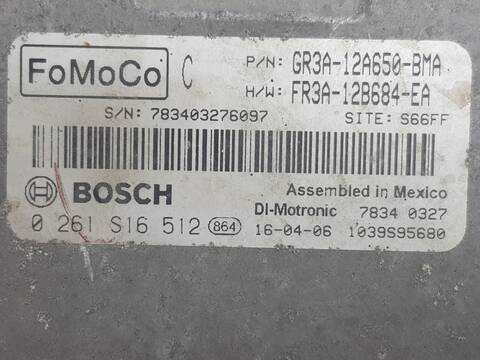 FoMoCo C P/N: GR3A-12A650-BMA
H/W: FR3A-12B684-EA
S/N: 783403276097 SITE: S66FF
BOSCH Assembled in Mexico
DI-Motronic 7834 0327
0 261 S16 512 864 16-04-06 1039S95680